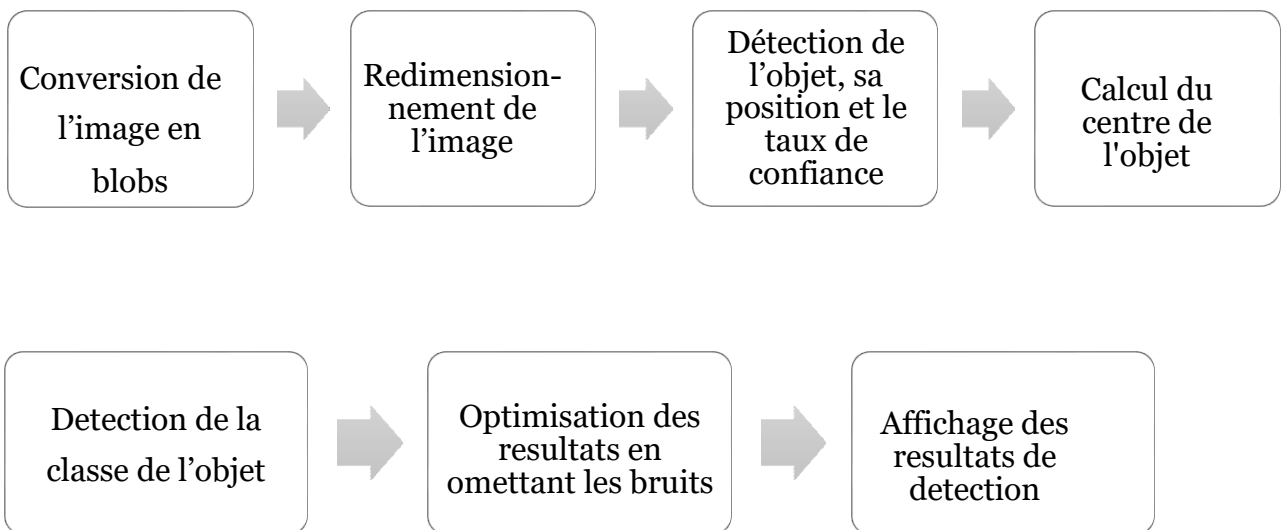 Conversion de
l’image en
blobs
Redimension-
nement de
l’image
Détection de
l’objet, sa
position et le
taux de
confiance
Calcul du
centre de
l'objet
Detection de la
classe de l’objet
Optimisation des
resultats en
omettant les bruits
Affichage des
resultats de
detection